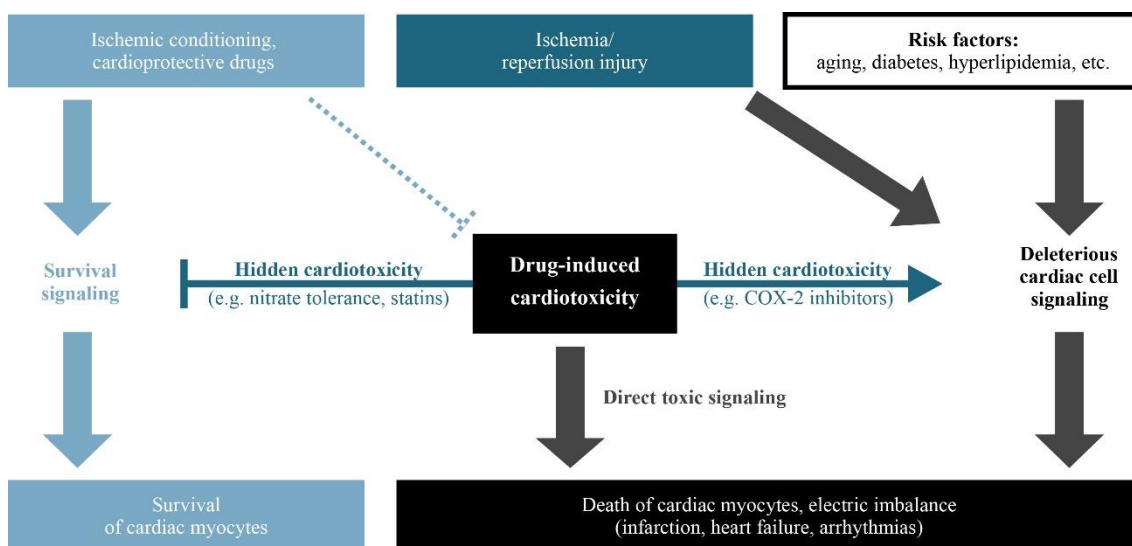 Ischemic conditioning,
cardioprotective drugs
Ischemia/
reperfusion injury
Risk factors:
aging, diabetes, hyperlipidemia, etc.
Survival
signaling
Hidden cardiotoxicity
(e.g. nitrate tolerance, statins)
Drug-induced
cardiotoxicity
Hidden cardiotoxicity
(e.g. COX-2 inhibitors)
Deleterious
cardiac cell
signaling
Direct toxic signaling
Survival
of cardiac myocytes
Death of cardiac myocytes, electric imbalance
(infarction, heart failure, arrhythmias)